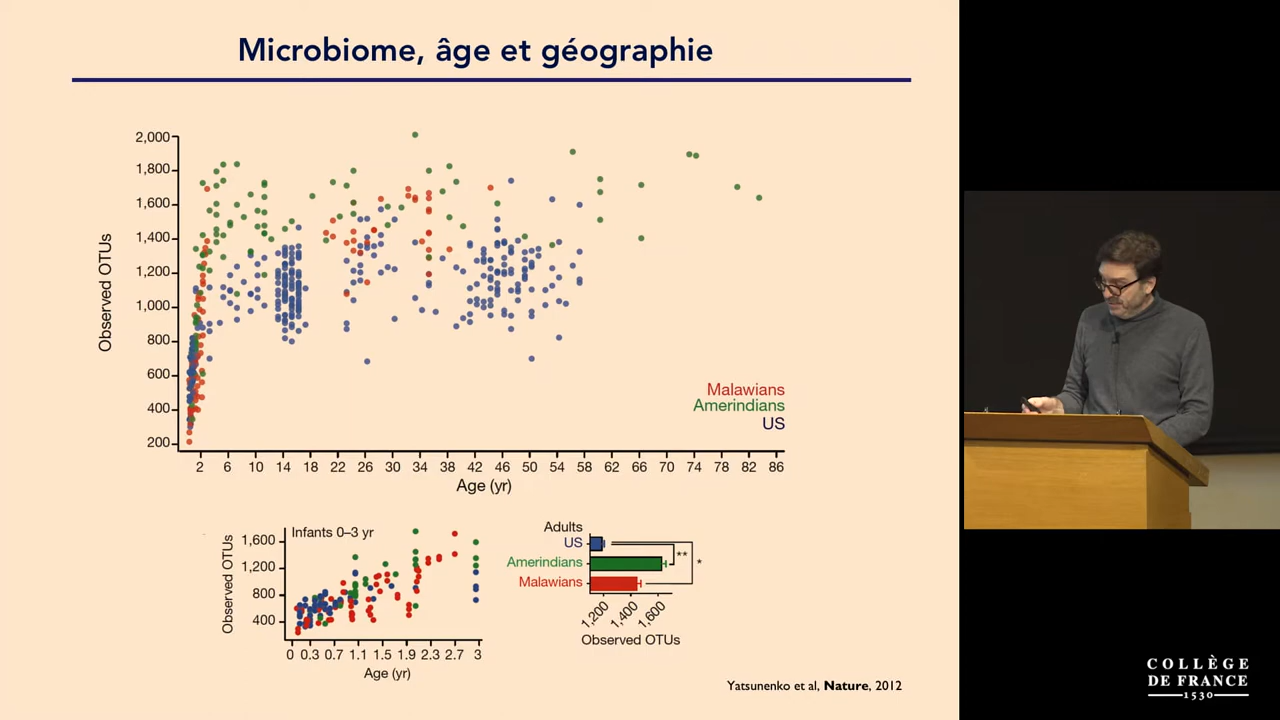 Microbiome, âge et géographie
Observed OTUs
2,000
1,800
1,600
1,400
1,200
1,000
800
600
400
200
Malawians
Amerindians
US
2 6 10 14 18 22 26 30 34 38 42 46 50 54 58 62 66 70 74 78 82 86
Age (yr)
Infants 0–3 yr
Observed OTUs
1,600
1,200
800
400
0 0.3 0.7 1.1 1.5 1.9 2.3 2.7 3
Age (yr)
Adults
US
Amerindians
Malawians
**
*
1,200 1,400 1,600
Observed OTUs
Yatsunenko et al, Nature, 2012
COLLÈGE
DE FRANCE
1530